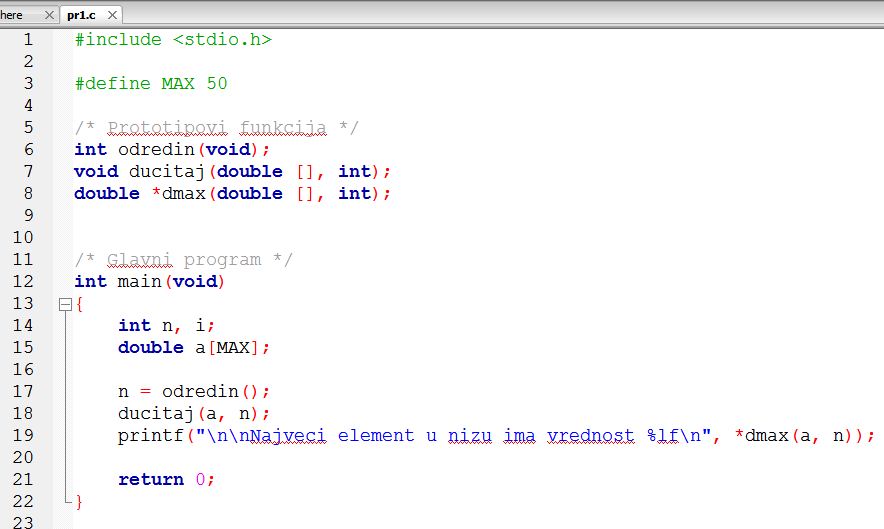 here pr1.c
1 #include <stdio.h>
2
3 #define MAX 50
4
5 /* Prototipovi funkcija */
6 int odredin(void);
7 void ducitaj(double [], int);
8 double *dmax(double [], int);
9
10
11 /* Glavni program */
12 int main(void)
13 {
14 int n, i;
15 double a[MAX];
16
17 n = odredin();
18 ducitaj(a, n);
19 printf("\n\nNajveci element u nizu ima vrednost %lf\n", *dmax(a, n));
20
21 return 0;
22 }
23